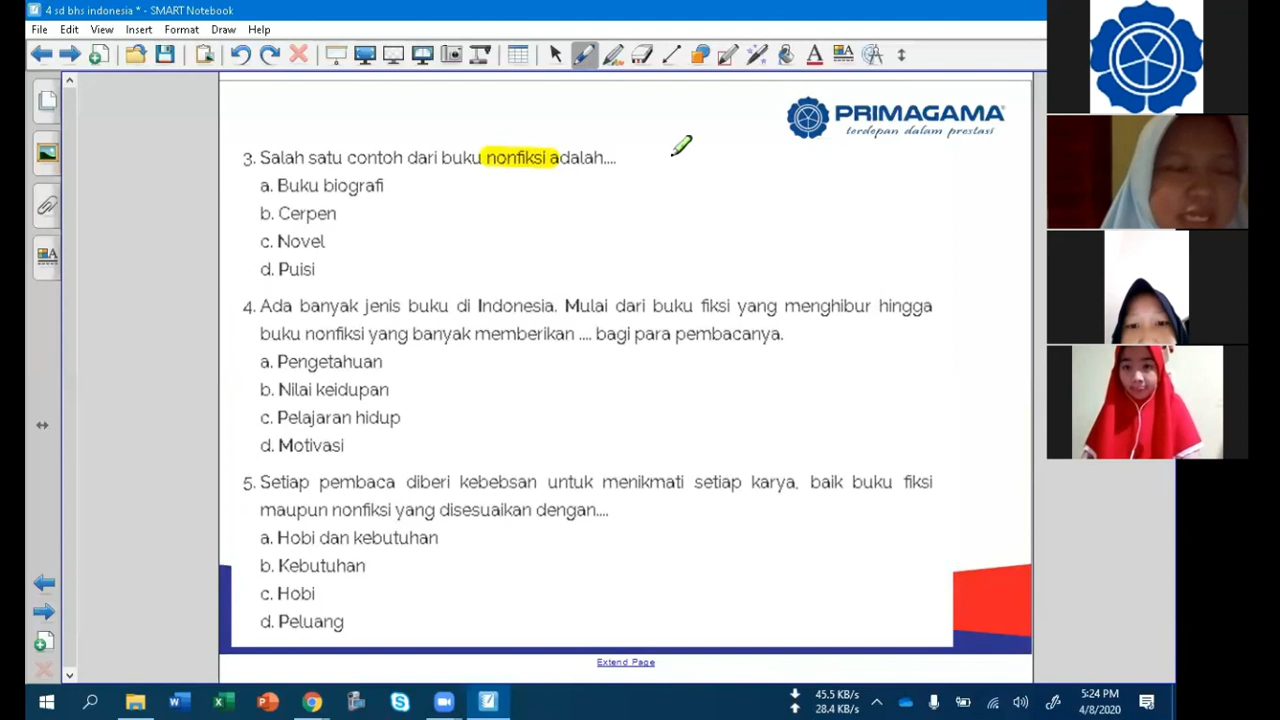 4 sd bhs indonesia * - SMART Notebook
File Edit View Insert Format Draw Help
PRIMAGAMA
terdepan dalam prestasi
3. Salah satu contoh dari buku nonfiksi adalah....
a. Buku biografi
b. Cerpen
c. Novel
d. Puisi
4. Ada banyak jenis buku di Indonesia. Mulai dari buku fiksi yang menghibur hingga
buku nonfiksi yang banyak memberikan .... bagi para pembacanya.
a. Pengetahuan
b. Nilai keidupan
c. Pelajaran hidup
d. Motivasi
5. Setiap pembaca diberi kebebsan untuk menikmati setiap karya, baik buku fiksi
maupun nonfiksi yang disesuaikan dengan....
a. Hobi dan kebutuhan
b. Kebutuhan
c. Hobi
d. Peluang
Extend Page
45.5 KB/s
28.4 KB/s
5:24 PM
4/8/2020